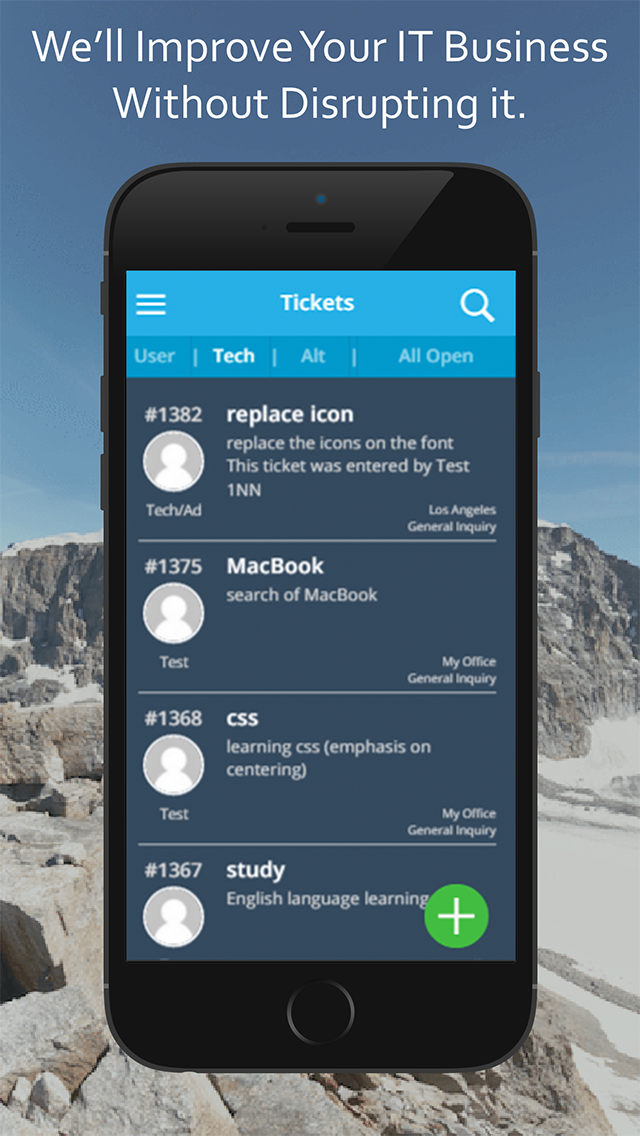 We'll Improve Your IT Business
Without Disrupting it.
Tickets
User | Tech | Alt | All Open
#1382 replace icon
replace the icons on the font
This ticket was entered by Test
1NN
Tech/Ad
Los Angeles
General Inquiry
#1375 MacBook
search of MacBook
Test
My Office
General Inquiry
#1368 css
learning css (emphasis on
centering)
Test
My Office
General Inquiry
#1367 study
English language learning